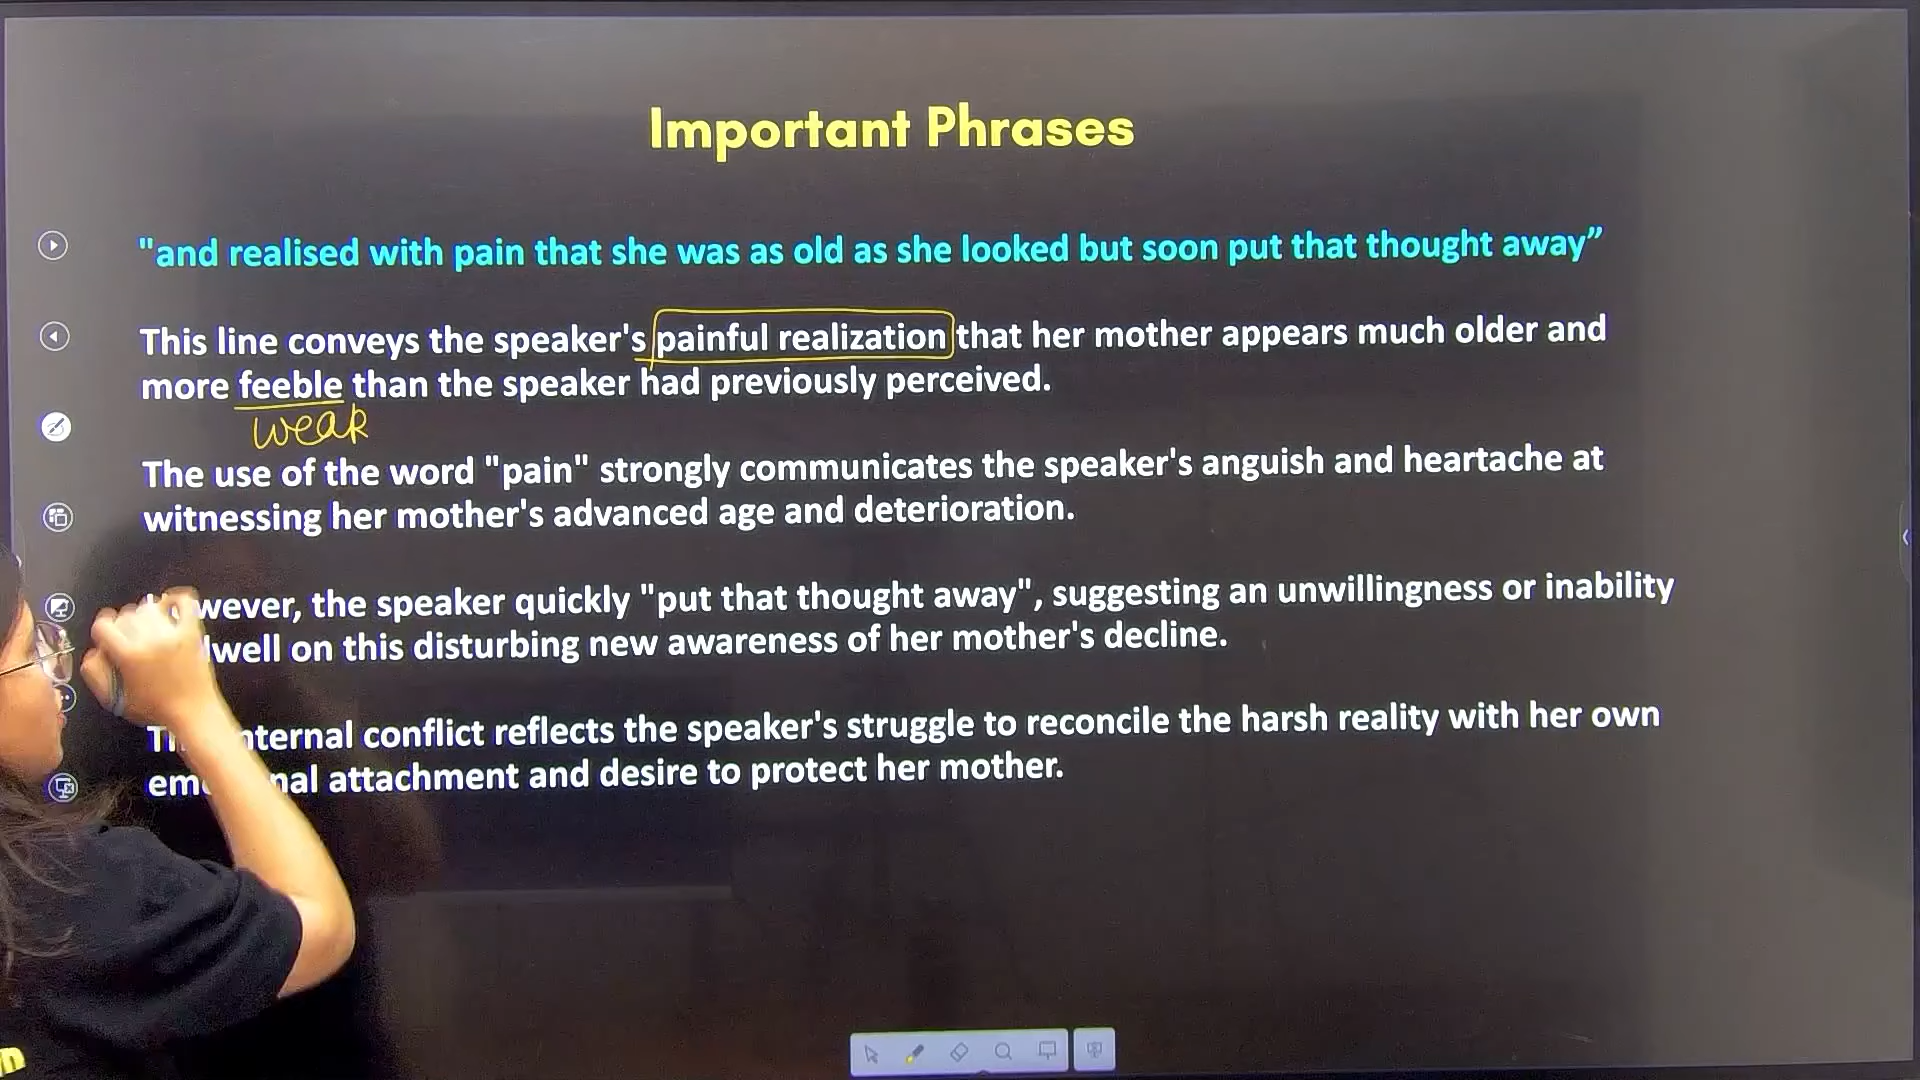 Important Phrases
"and realised with pain that she was as old as she looked but soon put that thought away”
This line conveys the speaker's painful realization that her mother appears much older and
more feeble than the speaker had previously perceived.
weak
The use of the word "pain" strongly communicates the speaker's anguish and heartache at
witnessing her mother's advanced age and deterioration.
the speaker quickly "put that thought away", suggesting an unwillingness or inability
on this disturbing new awareness of her mother's decline.
conflict reflects the speaker's struggle to reconcile the harsh reality with her own
attachment and desire to protect her mother.